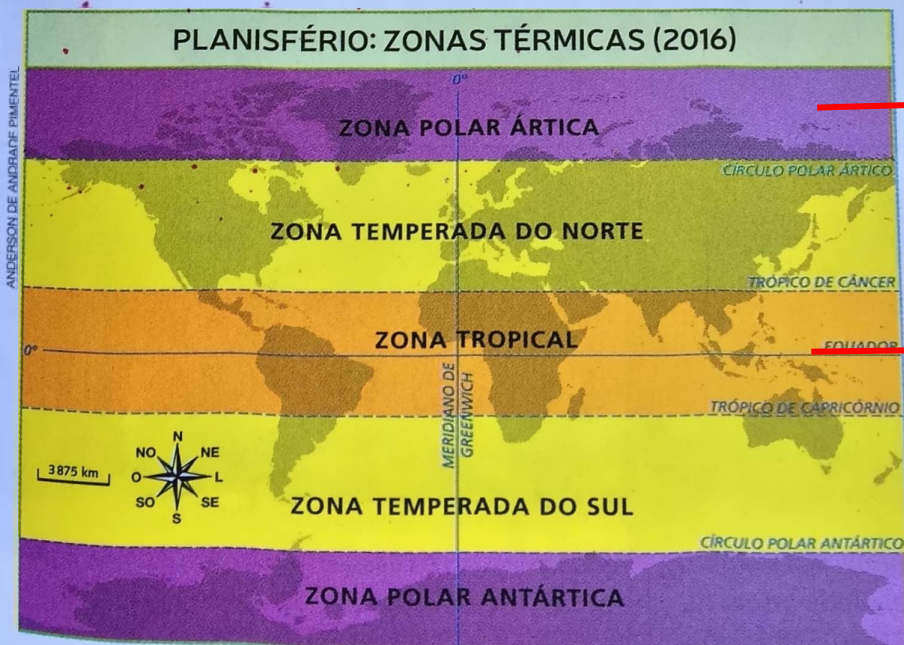 PLANISFÉRIO: ZONAS TÉRMICAS (2016)
ANDERSON DE ANDRADE PIMENTEL
0°
ZONA POLAR ÁRTICA
CÍRCULO POLAR ÁRTICO
ZONA TEMPERADA DO NORTE
TRÓPICO DE CÂNCER
ZONA TROPICAL
0°
EQUADOR
MERIDIANO DE
GREENWICH
TRÓPICO DE CAPRICÓRNIO
N
NO NE
O L
SO SE
S
3 875 km
ZONA TEMPERADA DO SUL
CÍRCULO POLAR ANTÁRTICO
ZONA POLAR ANTÁRTICA